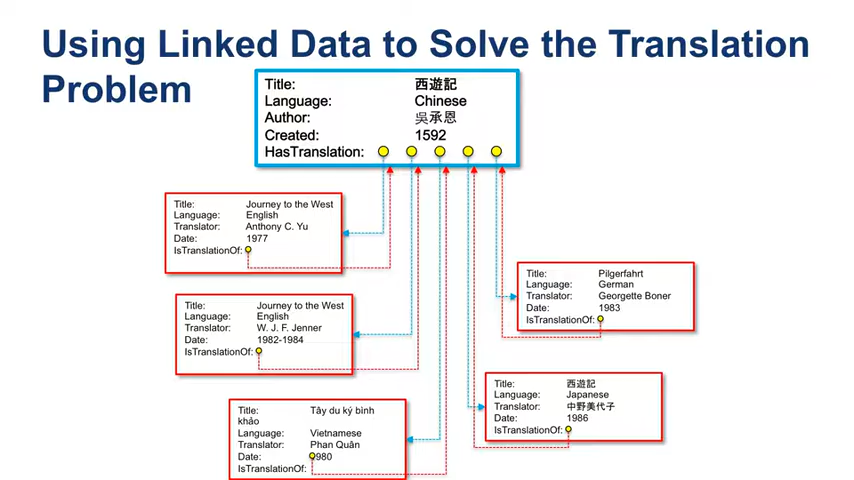 Using Linked Data to Solve the Translation
Problem
Title: 西遊記
Language: Chinese
Author: 吳承恩
Created: 1592
HasTranslation:
Title: Journey to the West
Language: English
Translator: Anthony C. Yu
Date: 1977
IsTranslationOf:
Title: Journey to the West
Language: English
Translator: W. J. F. Jenner
Date: 1982-1984
IsTranslationOf:
Title: Tây du ký bình
khảo
Language: Vietnamese
Translator: Phan Quân
Date: 980
IsTranslationOf:
Title: Pilgerfahrt
Language: German
Translator: Georgette Boner
Date: 1983
IsTranslationOf:
Title: 西遊記
Language: Japanese
Translator: 中野美代子
Date: 1986
IsTranslationOf: